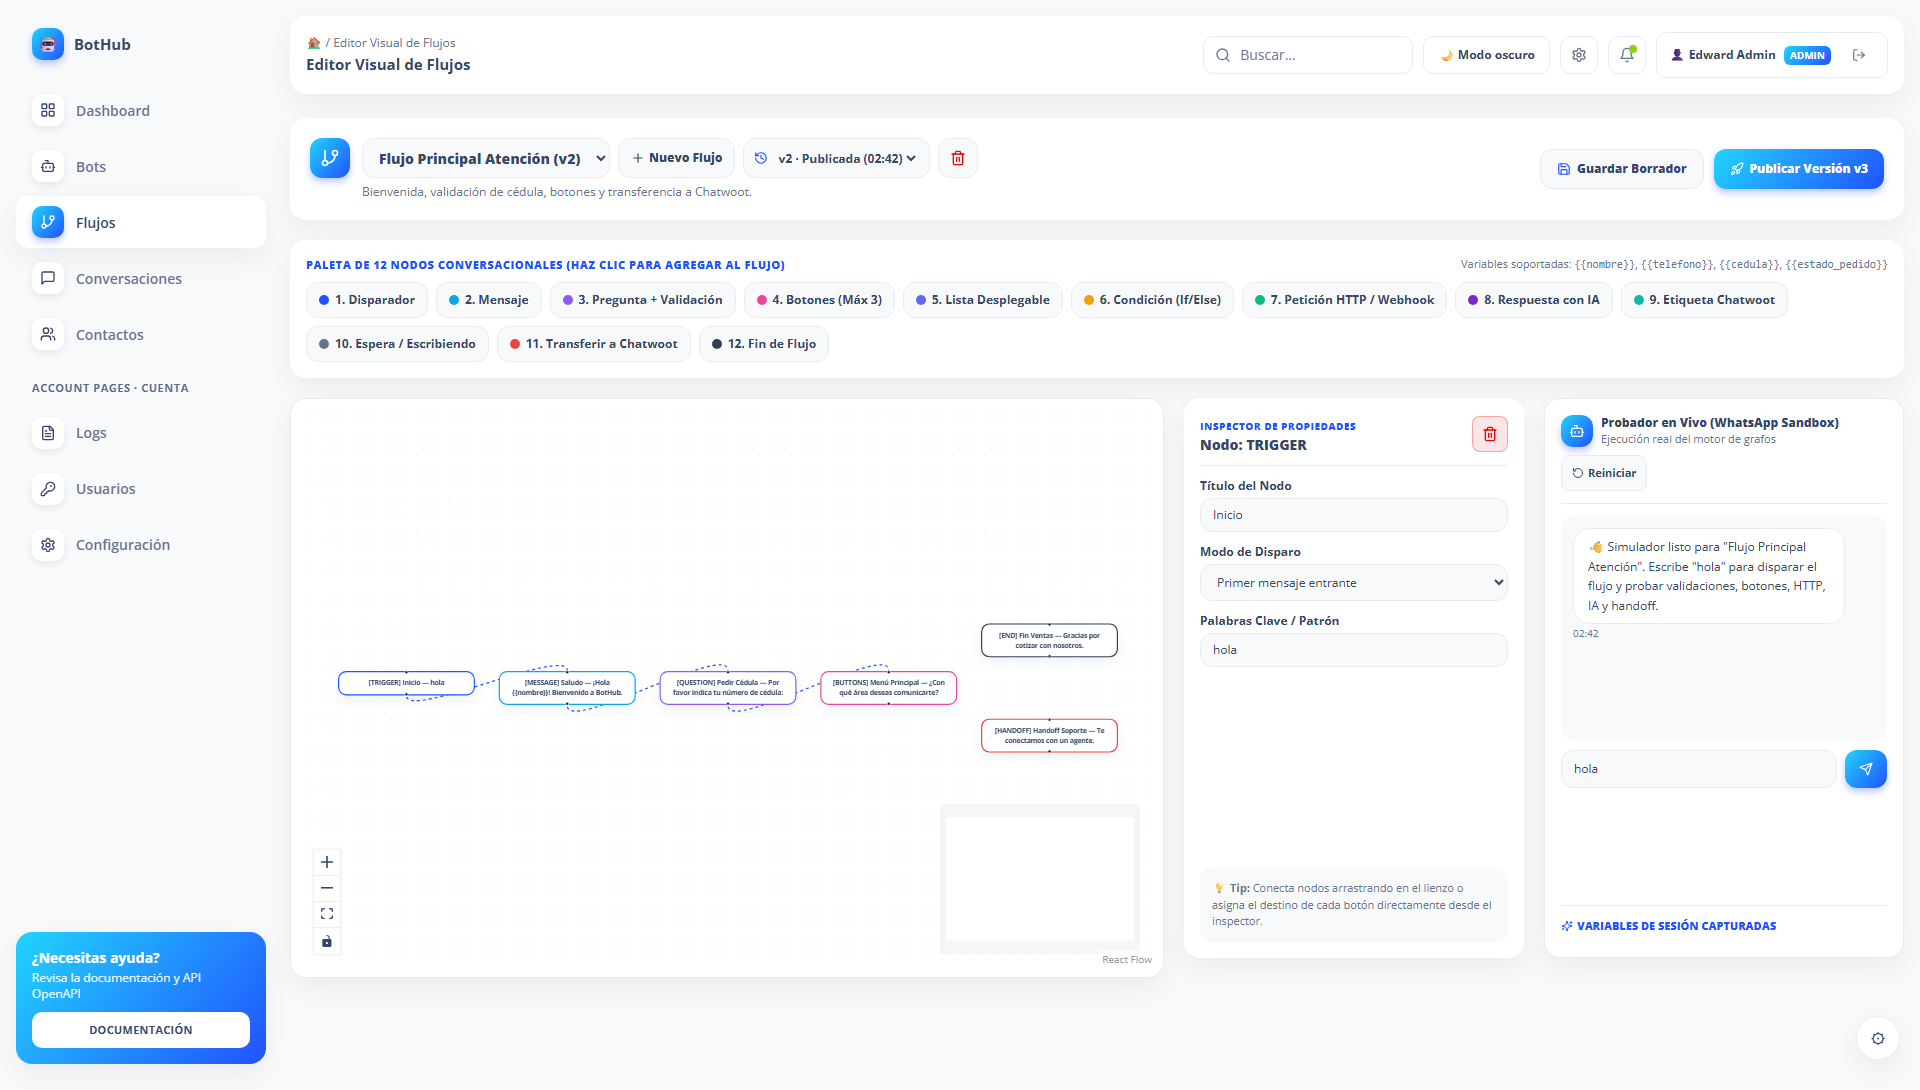 BotHub
Dashboard
Bots
Flujos
Conversaciones
Contactos
ACCOUNT PAGES · CUENTA
Logs
Usuarios
Configuración
¿Necesitas ayuda?
Revisa la documentación y API
OpenAPI
DOCUMENTACIÓN
/ Editor Visual de Flujos
Editor Visual de Flujos
Buscar...
Modo oscuro
Edward Admin ADMIN
Flujo Principal Atención (v2)
Nuevo Flujo
v2 · Publicada (02:42)
Bienvenida, validación de cédula, botones y transferencia a Chatwoot.
Guardar Borrador
Publicar Versión v3
PALETA DE 12 NODOS CONVERSACIONALES (HAZ CLIC PARA AGREGAR AL FLUJO)
Variables soportadas: {{nombre}}, {{telefono}}, {{cedula}}, {{estado_pedido}}
1. Disparador
2. Mensaje
3. Pregunta + Validación
4. Botones (Máx 3)
5. Lista Desplegable
6. Condición (If/Else)
7. Petición HTTP / Webhook
8. Respuesta con IA
9. Etiqueta Chatwoot
10. Espera / Escribiendo
11. Transferir a Chatwoot
12. Fin de Flujo
[TRIGGER] Inicio — hola
[MESSAGE] Saludo — ¡Hola
{{nombre}}! Bienvenido a BotHub.
[QUESTION] Pedir Cédula — Por
favor indica tu número de cédula:
[BUTTONS] Menú Principal — ¿Con
qué área deseas comunicarte?
[END] Fin Ventas — Gracias por
cotizar con nosotros.
[HANDOFF] Handoff Soporte — Te
conectamos con un agente.
React Flow
INSPECTOR DE PROPIEDADES
Nodo: TRIGGER
Título del Nodo
Inicio
Modo de Disparo
Primer mensaje entrante
Palabras Clave / Patrón
hola
Tip: Conecta nodos arrastrando en el lienzo o
asigna el destino de cada botón directamente desde el
inspector.
Probador en Vivo (WhatsApp Sandbox)
Ejecución real del motor de grafos
Reiniciar
Simulador listo para "Flujo Principal
Atención". Escribe "hola" para disparar el
flujo y probar validaciones, botones, HTTP,
IA y handoff.
02:42
hola
VARIABLES DE SESIÓN CAPTURADAS